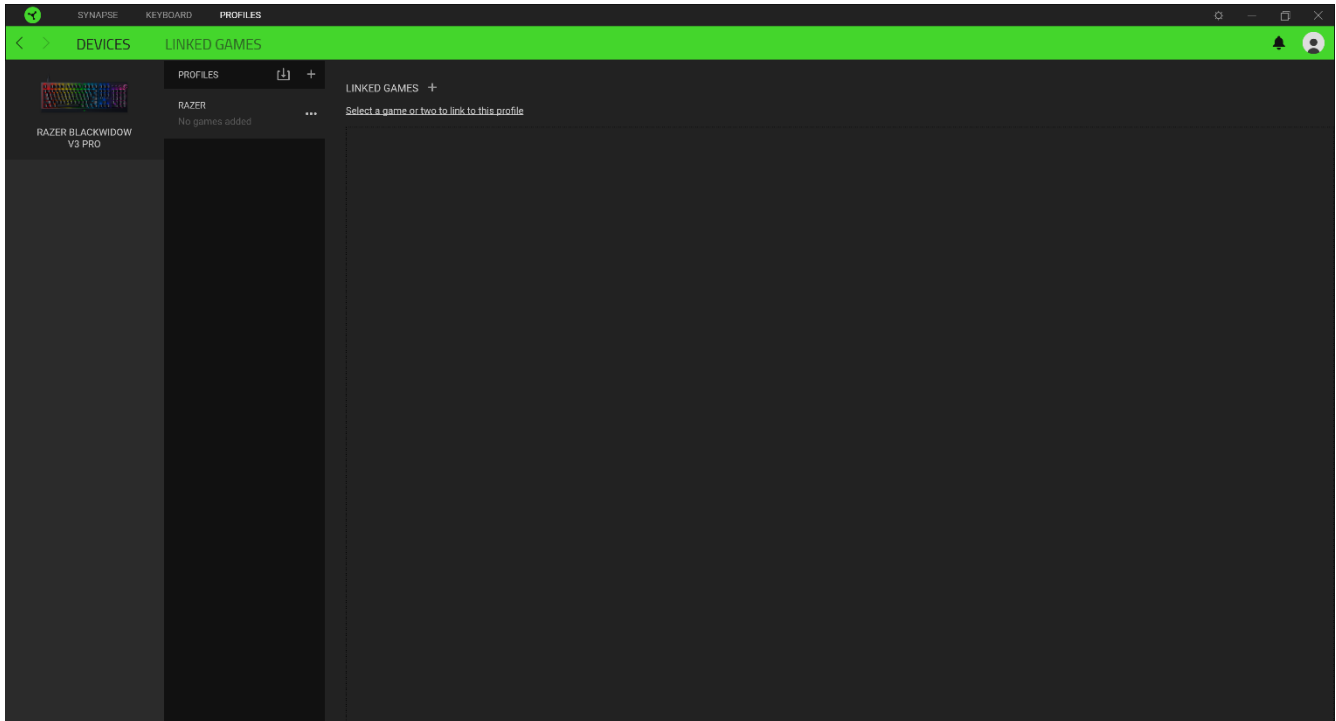 SYNAPSE KEYBOARD PROFILES
DEVICES LINKED GAMES
RAZER BLACKWIDOW
V3 PRO
PROFILES
RAZER
No games added
LINKED GAMES
Select a game or two to link to this profile